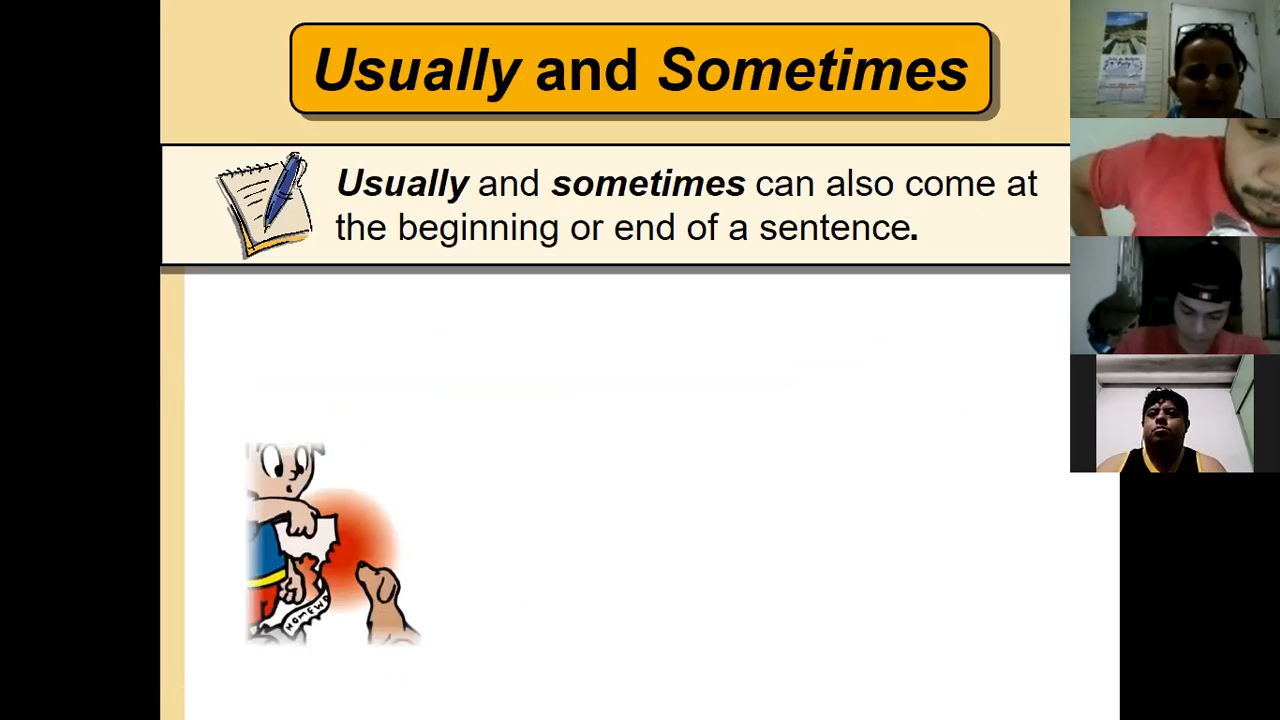 Usually and Sometimes
Usually and sometimes can also come at
the beginning or end of a sentence.